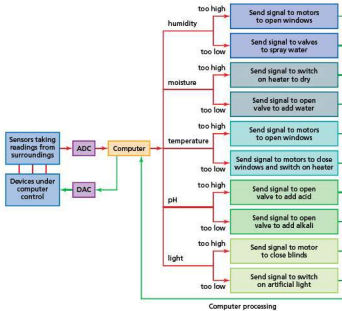 too high
Send signal to motors
to open windows
humidity
too low
Send signal to valves
to spray water
too high
Send signal to switch
on heater to dry
moisture
too low
Send signal to open
valve to add water
Sensors taking
readings from
surroundings
ADC
Computer
too high
Send signal to motors
to open windows
temperature
too low
Send signal to motors to close
windows and switch on heater
Devices under
computer
control
DAC
too high
Send signal to open
valve to add acid
pH
too low
Send signal to open
valve to add alkali
too high
Send signal to motor
to close blinds
light
too low
Send signal to switch
on artificial light
Computer processing